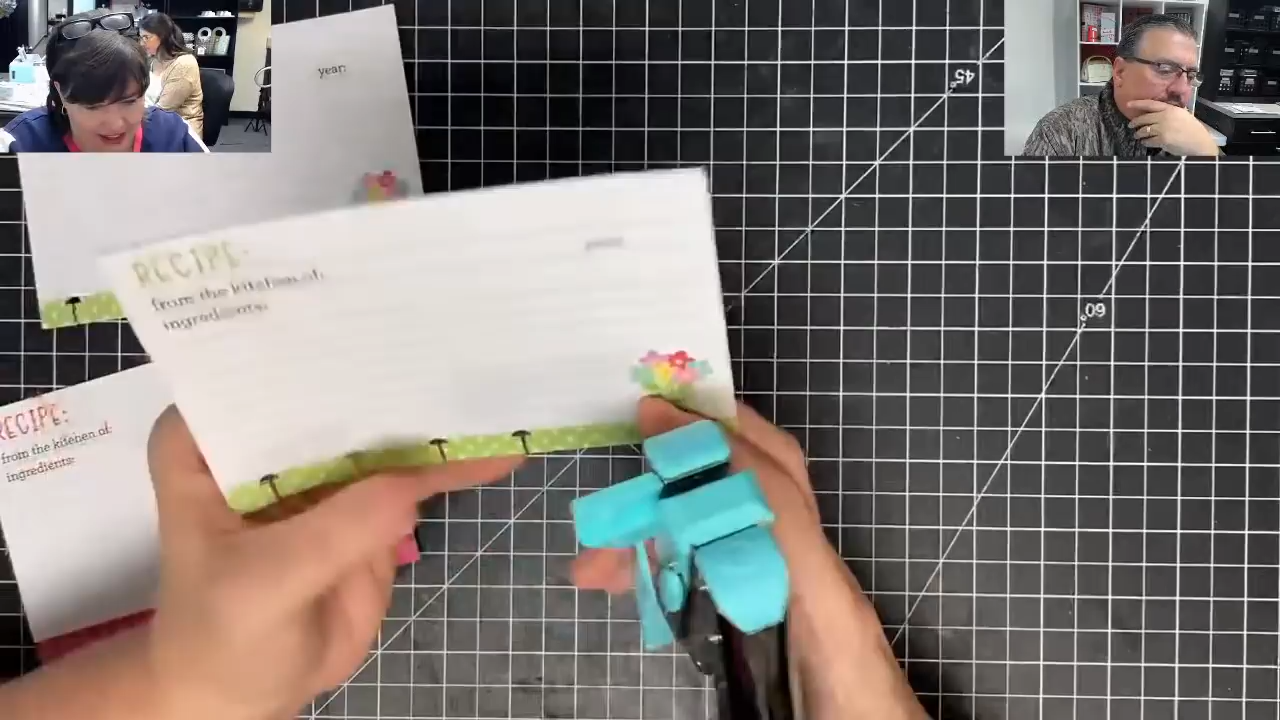 year:
RECIPE:
from the kitchen of:
ingredients:
RECIPE:
from the kitchen of:
ingredients:
45
60